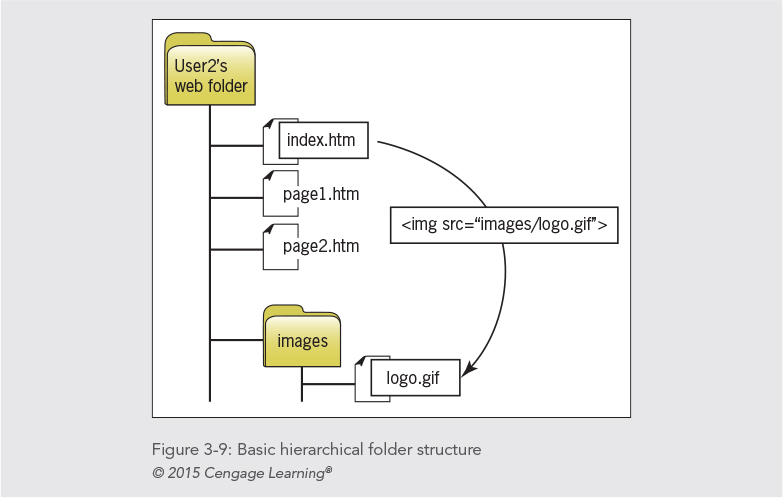 User2's
web folder
index.htm
page1.htm
<img src=“images/logo.gif”>
page2.htm
images
logo.gif
Figure 3-9: Basic hierarchical folder structure
© 2015 Cengage Learning®